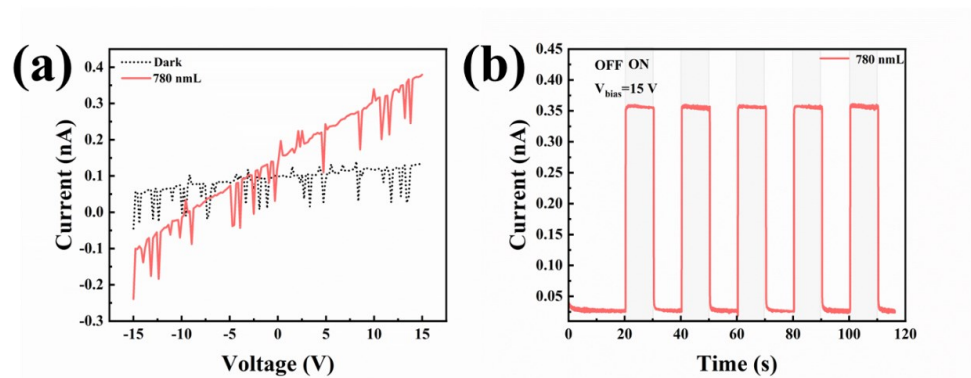 (a)
Dark
780 nmL
0.4
0.3
0.2
0.1
0.0
-0.1
-0.2
-0.3
Current (nA)
-15
-10
-5
0
5
10
15
Voltage (V)
(b)
OFF ON
V_bias=15 V
780 nmL
0.45
0.40
0.35
0.30
0.25
0.20
0.15
0.10
0.05
Current (nA)
0
20
40
60
80
100
120
Time (s)